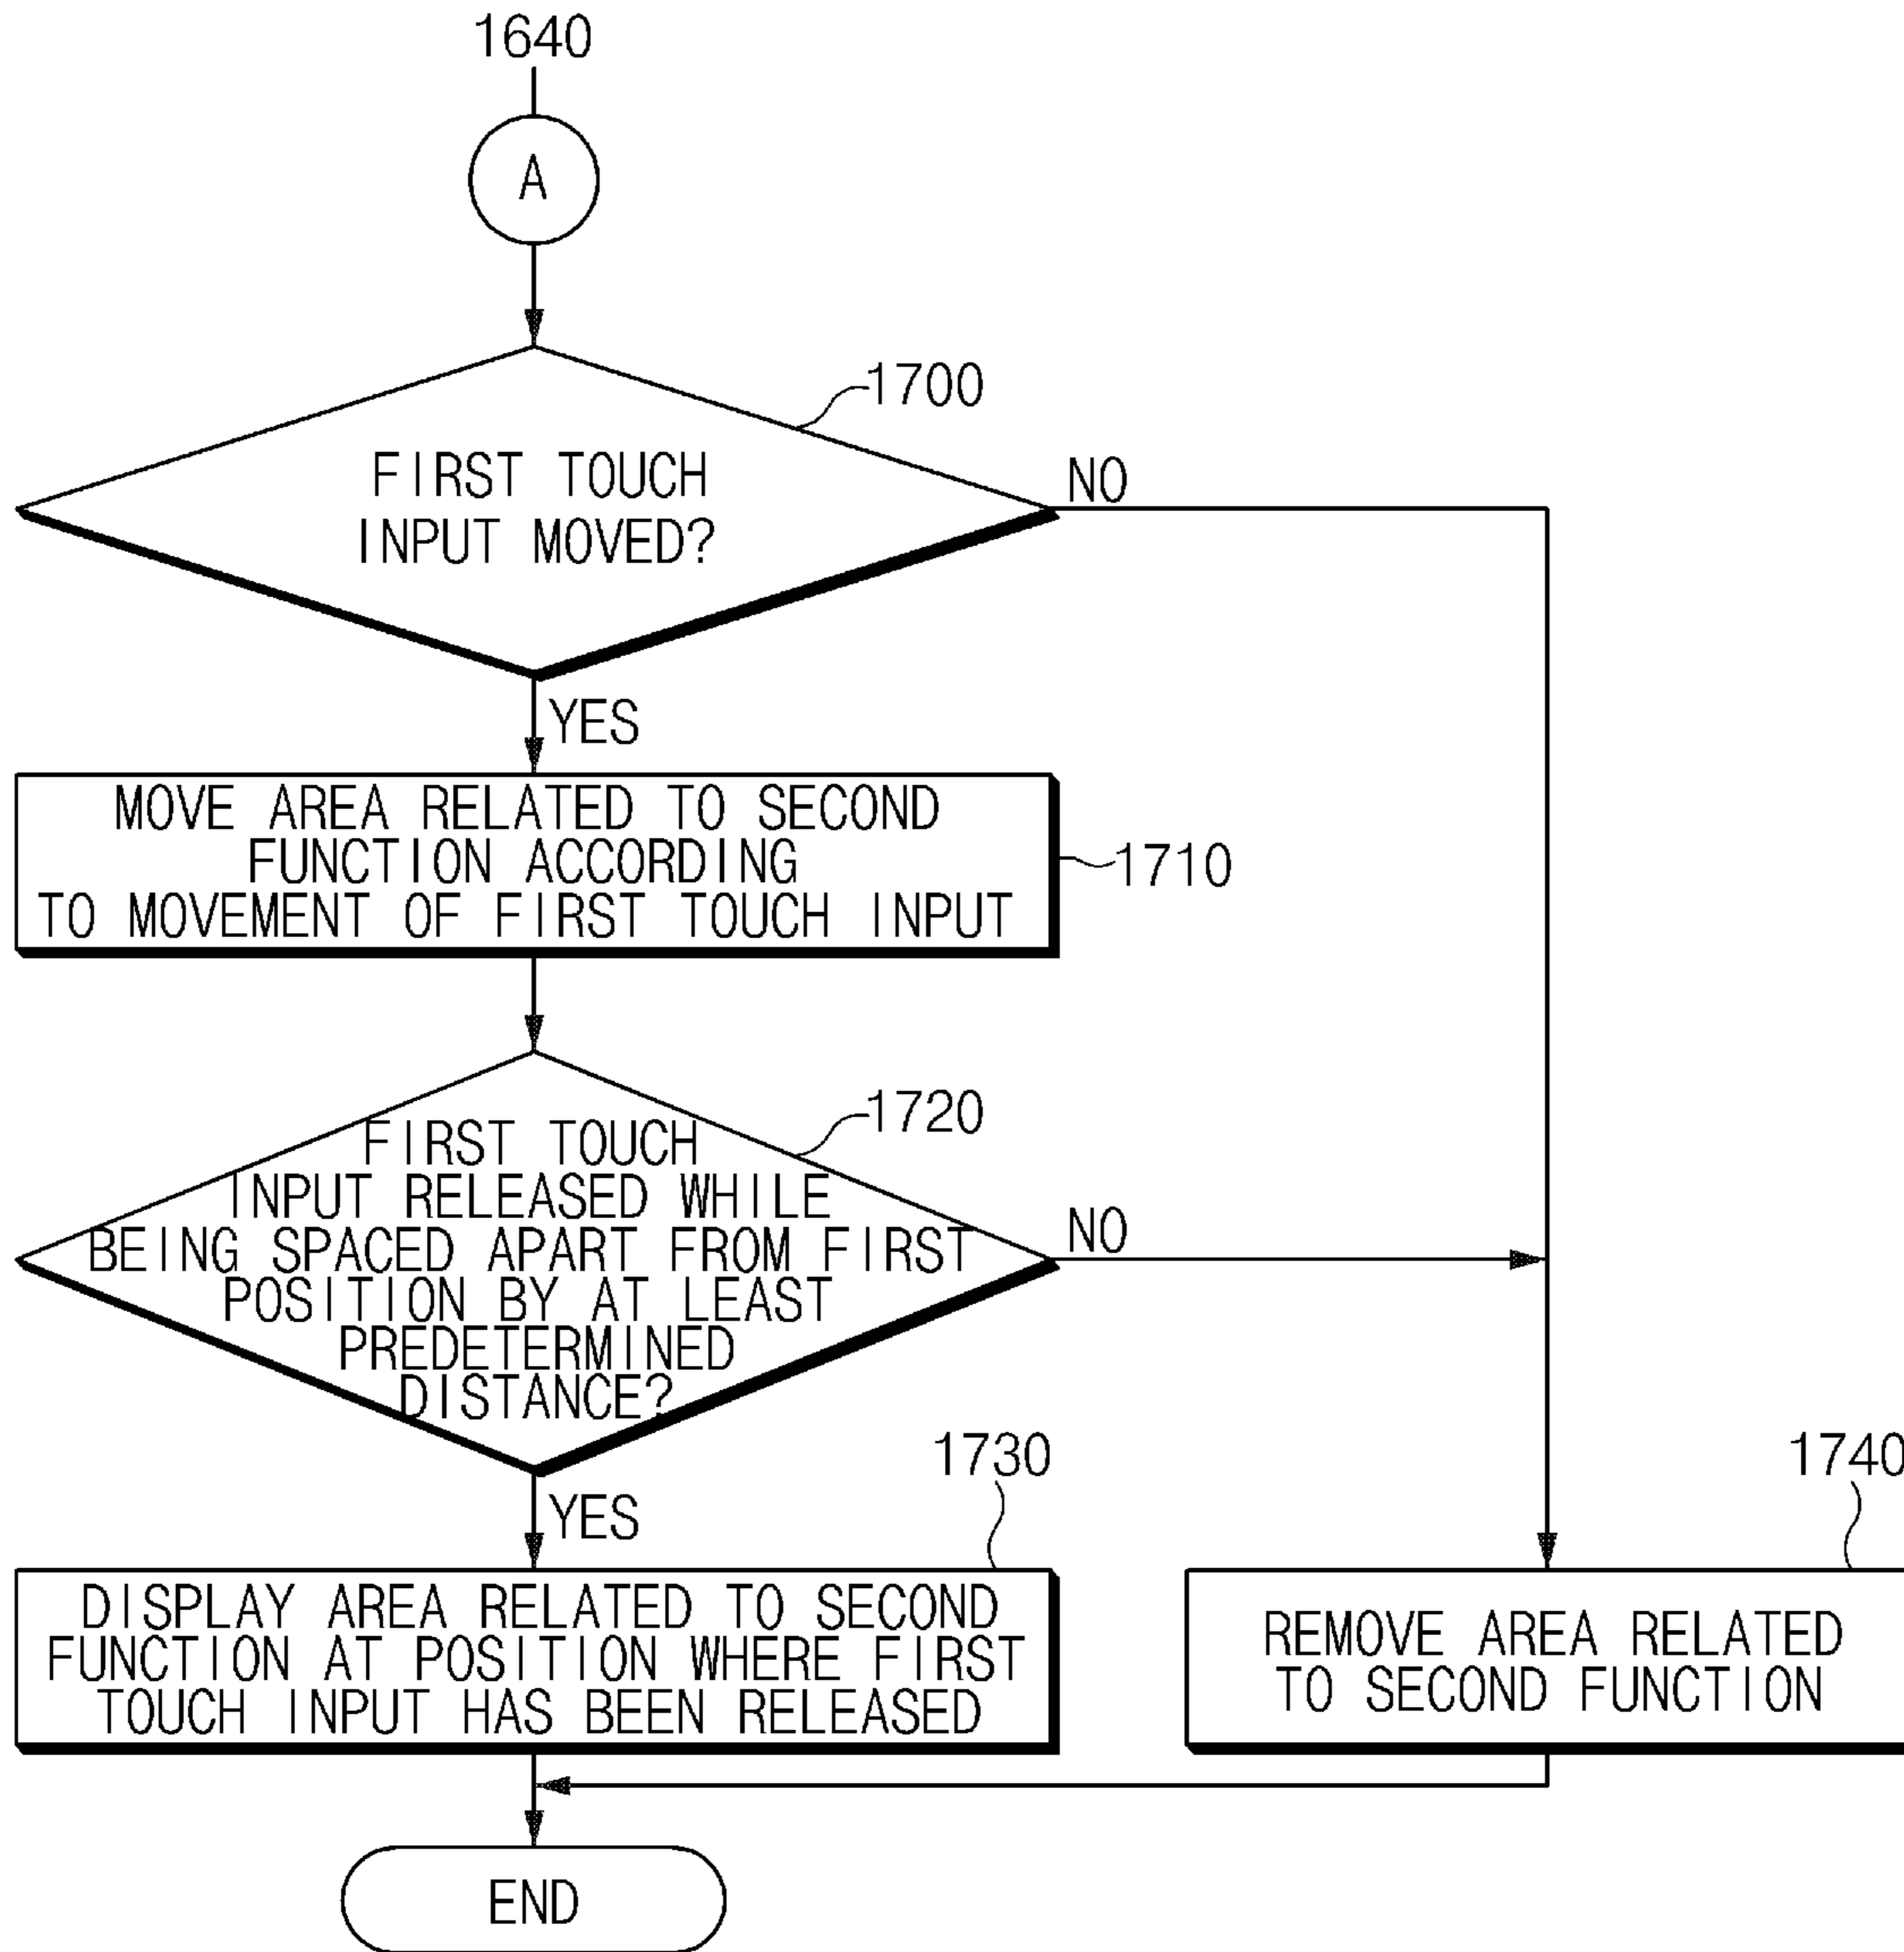 1640
A
1700
FIRST TOUCH
INPUT MOVED?
NO
YES
MOVE AREA RELATED TO SECOND
FUNCTION ACCORDING
TO MOVEMENT OF FIRST TOUCH INPUT
1710
1720
FIRST TOUCH
INPUT RELEASED WHILE
BEING SPACED APART FROM FIRST
POSITION BY AT LEAST
PREDETERMINED
DISTANCE?
NO
YES
1730
DISPLAY AREA RELATED TO SECOND
FUNCTION AT POSITION WHERE FIRST
TOUCH INPUT HAS BEEN RELEASED
1740
REMOVE AREA RELATED
TO SECOND FUNCTION
END